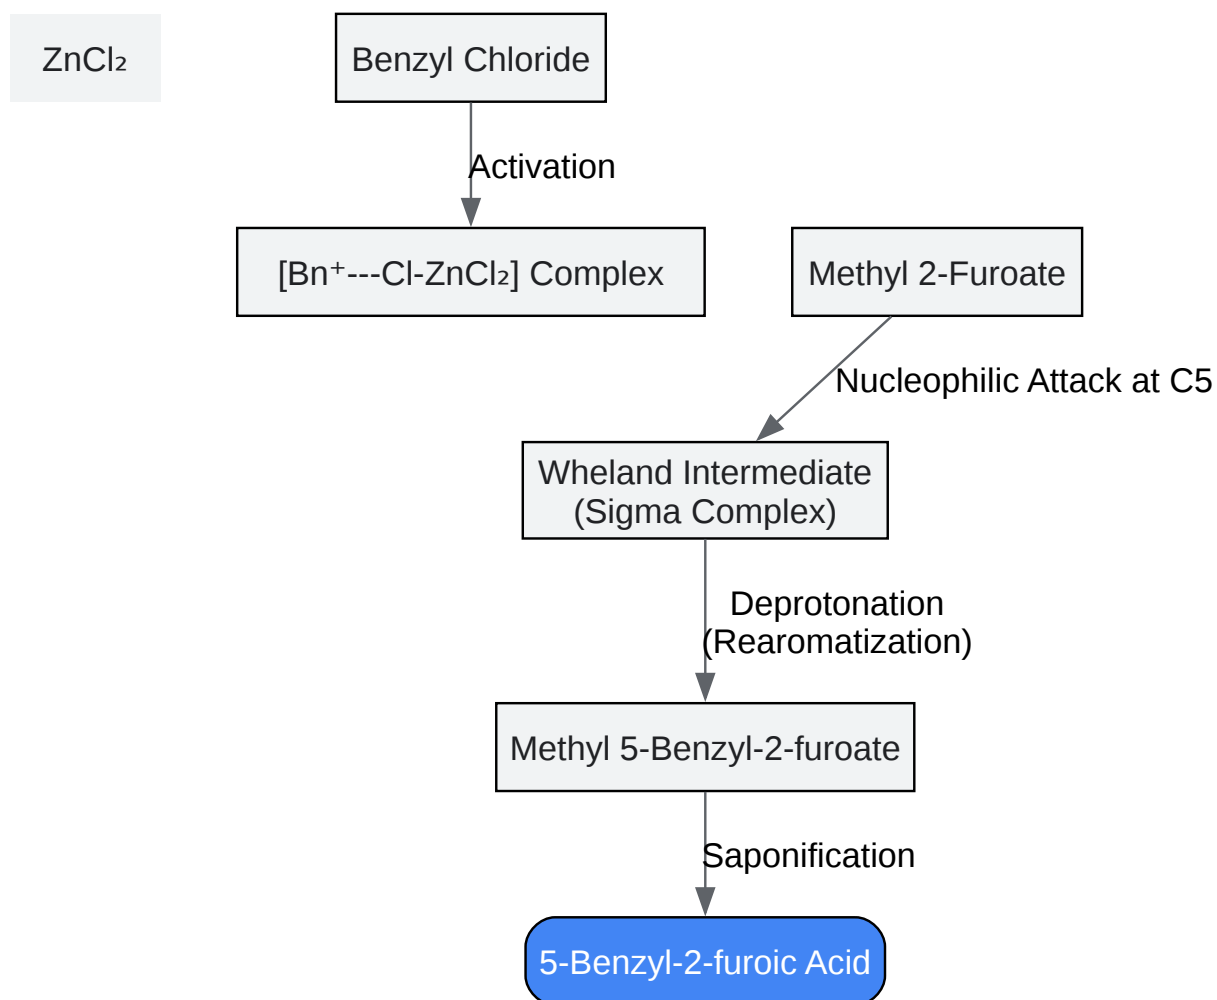 ZnCl₂
Benzyl Chloride
Activation
[Bn⁺---Cl-ZnCl₂] Complex
Methyl 2-Furoate
Nucleophilic Attack at C5
Wheland Intermediate
(Sigma Complex)
Deprotonation
(Rearomatization)
Methyl 5-Benzyl-2-furoate
Saponification
5-Benzyl-2-furoic Acid